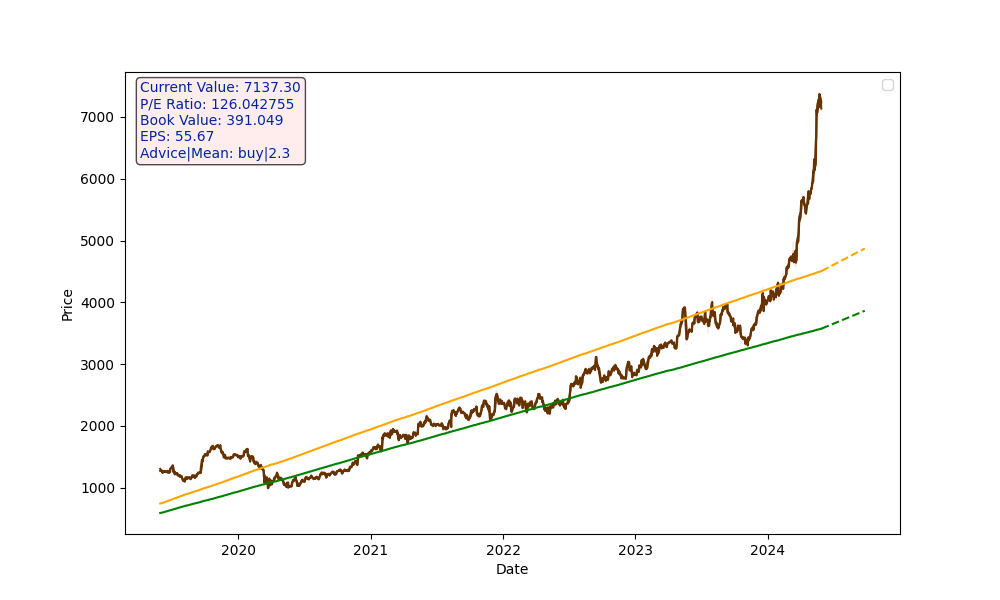 Current Value: 7137.30
P/E Ratio: 126.042755
Book Value: 391.049
EPS: 55.67
Advice|Mean: buy|2.3
7000
6000
5000
4000
3000
2000
1000
Price
2020 2021 2022 2023 2024
Date